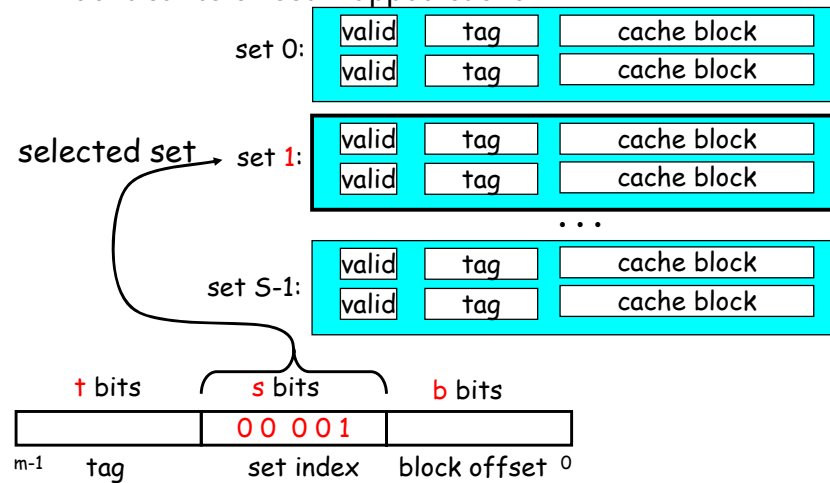 set 0: valid tag cache block
valid tag cache block
selected set set 1: valid tag cache block
valid tag cache block
. . .
set S-1: valid tag cache block
valid tag cache block
t bits s bits b bits
0 0 0 0 1
m-1 tag set index block offset 0